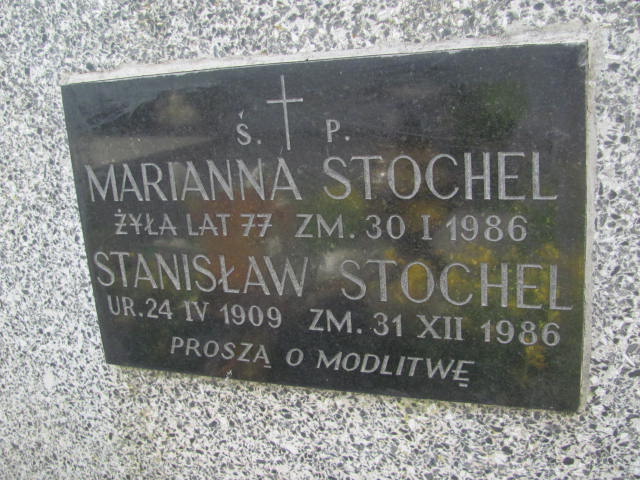 Ś. P.
MARIANNA STOCHEL
ŻYŁA LAT 77 ZM. 30 I 1986
STANISŁAW STOCHEL
UR. 24 IV 1909 ZM. 31 XII 1986
PROSZĄ O MODLITWĘ